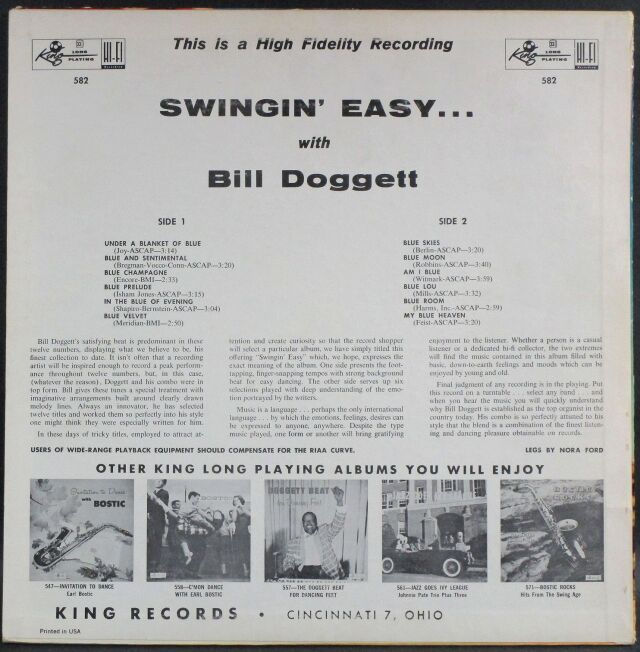 This is a High Fidelity Recording
King LONG PLAYING HI-FI
582
King LONG PLAYING HI-FI
582
SWINGIN' EASY...
with
Bill Doggett
SIDE 1
UNDER A BLANKET OF BLUE
(Joy-ASCAP—3:14)
BLUE AND SENTIMENTAL
(Bregman-Vocco-Conn-ASCAP—3:20)
BLUE CHAMPAGNE
(Encore-BMI—2:33)
BLUE PRELUDE
(Isham Jones-ASCAP—3:15)
IN THE BLUE OF EVENING
(Shapiro-Bernstein-ASCAP—3:04)
BLUE VELVET
(Meridian-BMI—2:50)
SIDE 2
BLUE SKIES
(Berlin-ASCAP—3:20)
BLUE MOON
(Robbins-ASCAP—3:40)
AM I BLUE
(Witmark-ASCAP—3:59)
BLUE LOU
(Mills-ASCAP—3:32)
BLUE ROOM
(Harms, Inc.-ASCAP—2:59)
MY BLUE HEAVEN
(Feist-ASCAP—3:20)
Bill Doggett's satisfying beat is predominant in these
twelve numbers, displaying what we believe to be, his
finest collection to date. It isn't often that a recording
artist will be inspired enough to record a peak perform-
ance throughout twelve numbers, but, in this case,
(whatever the reason), Doggett and his combo were in
top form. Bill gives these tunes a special treatment with
imaginative arrangements built around clearly drawn
melody lines. Always an innovator, he has selected
twelve titles and worked them so perfectly into his style
one might think they were especially written for him.
In these days of tricky titles, employed to attract at-
tention and create curiosity so that the record shopper
will select a particular album, we have simply titled this
offering "Swingin' Easy" which, we hope, expresses the
exact meaning of the album. One side presents the foot-
tapping, finger-snapping tempos with strong background
beat for easy dancing. The other side serves up six
selections played with deep understanding of the emo-
tion portrayed by the writers.
Music is a language . . . perhaps the only international
language . . . by which the emotions, feelings, desires can
be expressed to anyone, anywhere. Despite the type
music played, one form or another will bring gratifying
enjoyment to the listener. Whether a person is a casual
listener or a dedicated hi-fi collector, the two extremes
will find the music contained in this album filled with
basic, down-to-earth feelings and moods which can be
enjoyed by young and old.
Final judgment of any recording is in the playing. Put
this record on a turntable . . . select any band . . . and
when you hear the music you will quickly understand
why Bill Doggett is established as the top organist in the
country today. His combo is so perfectly attuned to his
style that the blend is a combination of the finest listen-
ing and dancing pleasure obtainable on records.
USERS OF WIDE-RANGE PLAYBACK EQUIPMENT SHOULD COMPENSATE FOR THE RIAA CURVE.
LEGS BY NORA FORD
OTHER KING LONG PLAYING ALBUMS YOU WILL ENJOY
Invitation to Dance
with BOSTIC
BOSTIC
DOGGETT BEAT
JAZZ GOES IVY LEAGUE
BOSTIC
547—INVITATION TO DANCE
Earl Bostic
558—C'MON DANCE
WITH EARL BOSTIC
557—THE DOGGETT BEAT
FOR DANCING FEET
561—JAZZ GOES IVY LEAGUE
Johnnie Pate Trio Plus Three
571—BOSTIC ROCKS
Hits From The Swing Age
KING RECORDS • CINCINNATI 7, OHIO
Printed in USA